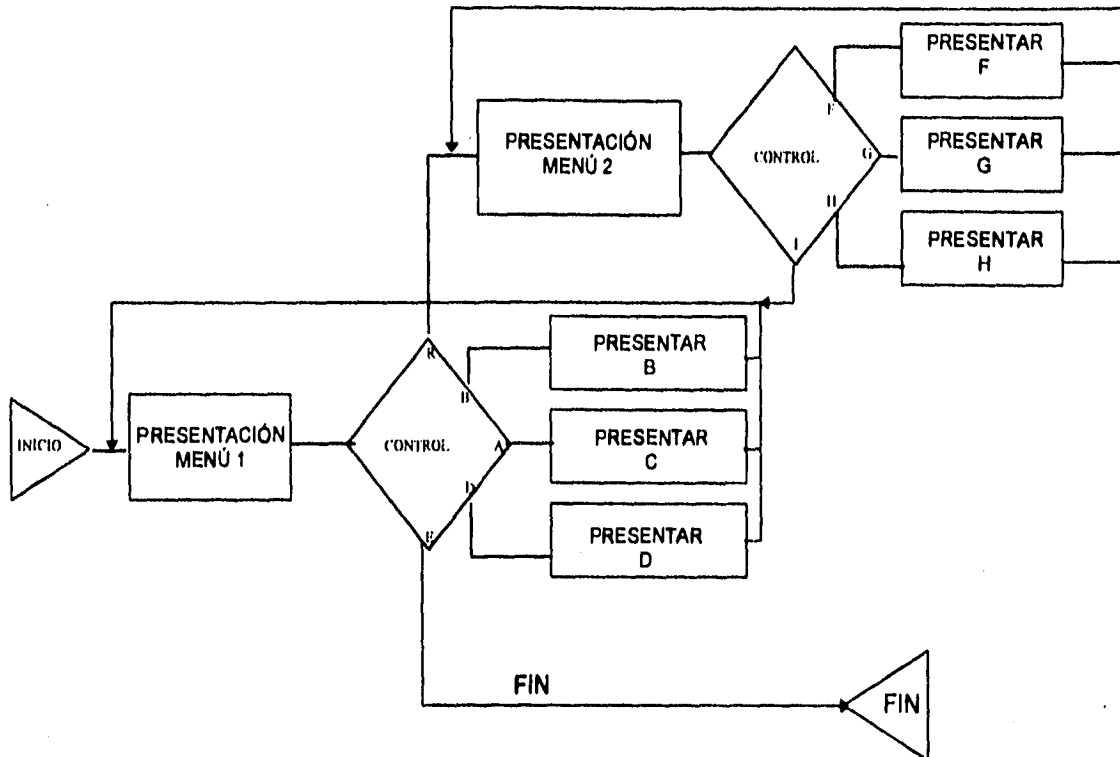 PRESENTAR
F
PRESENTACIÓN
MENÚ 2
CONTROL
F
G
H
I
PRESENTAR
G
PRESENTAR
H
INICIO
PRESENTACIÓN
MENÚ 1
CONTROL
R
B
A
D
E
PRESENTAR
B
PRESENTAR
C
PRESENTAR
D
FIN
FIN